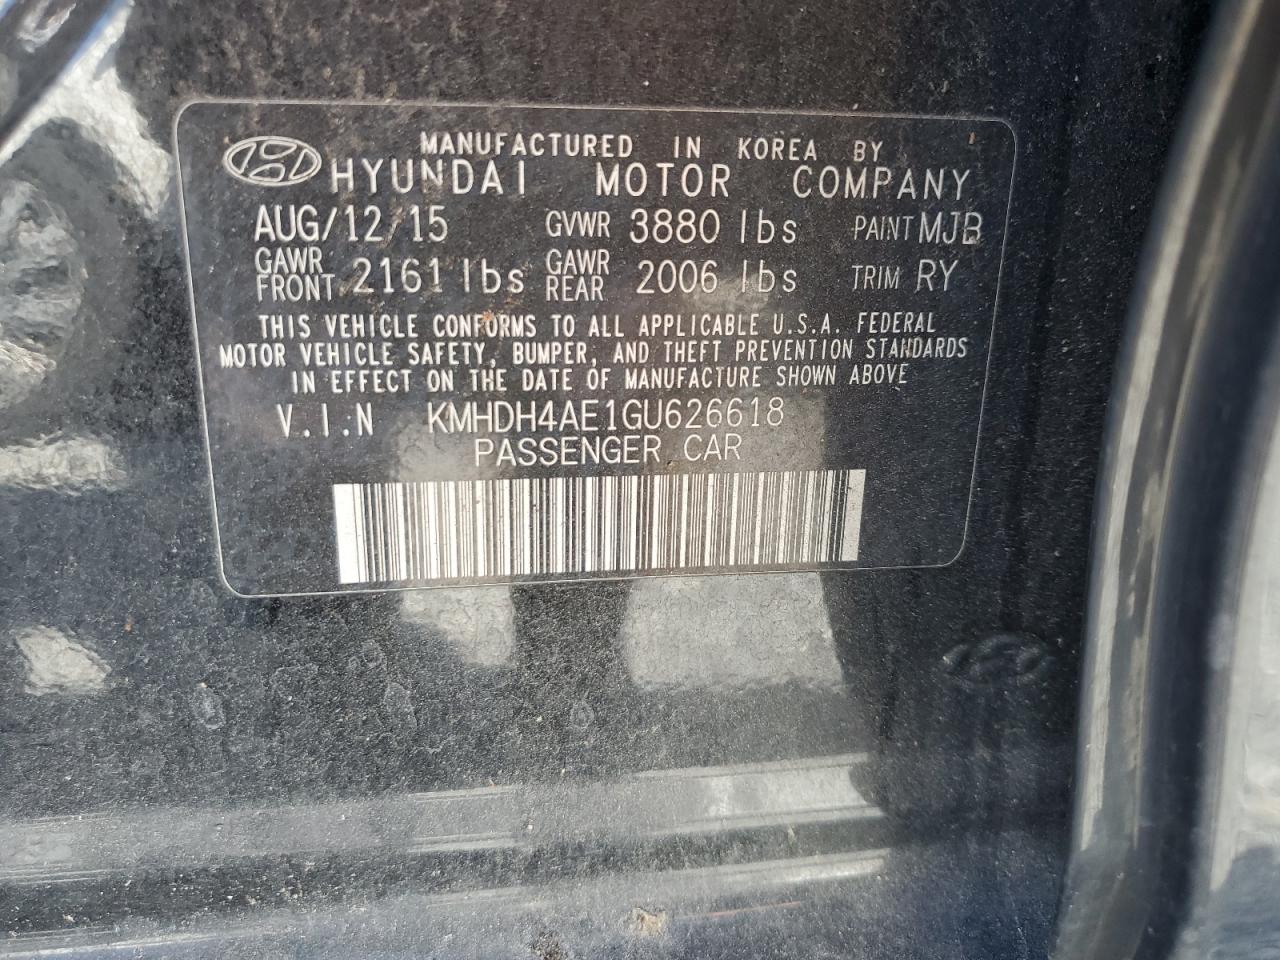 MANUFACTURED IN KOREA BY
HYUNDAI MOTOR COMPANY
AUG/12/15 GVWR 3880 lbs PAINT MJB
GAWR FRONT 2161 lbs GAWR REAR 2006 lbs TRIM RY
THIS VEHICLE CONFORMS TO ALL APPLICABLE U.S.A. FEDERAL
MOTOR VEHICLE SAFETY, BUMPER, AND THEFT PREVENTION STANDARDS
IN EFFECT ON THE DATE OF MANUFACTURE SHOWN ABOVE
V.I.N KMHDH4AE1GU626618
PASSENGER CAR